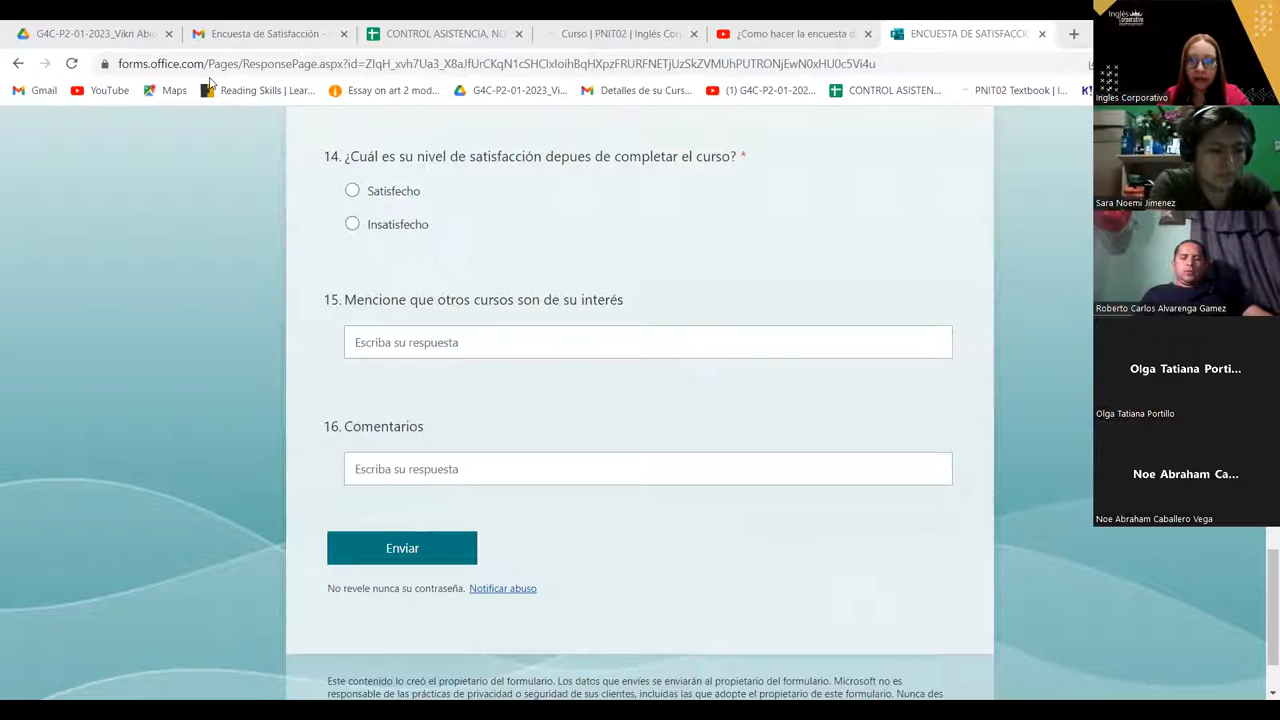 G4C-P2-01-2023_Vikri Abi
Encuesta de Satisfacción -
CONTROL ASISTENCIA, NO
Curso | PNIT02 | Inglés Cor
¿Como hacer la encuesta d
ENCUESTA DE SATISFACCI
forms.office.com/Pages/ResponsePage.aspx?id=ZIqH_xvh7Ua3_X8aJfUrCKqN1cSHCIxIoihBqHXpzFRURFNETjUzSkZVMUhPUTRONjEwN0xHU0c5Vi4u
Gmail
YouTube
Maps
Reading Skills | Lear...
Essay on art 2 mod...
G4C-P2-01-2023_Vi...
Detalles de su Curs...
(1) G4C-P2-01-202...
CONTROL ASISTEN...
PNIT02 Textbook | I...
14. ¿Cuál es su nivel de satisfacción depues de completar el curso? *
Satisfecho
Insatisfecho
15. Mencione que otros cursos son de su interés
Escriba su respuesta
16. Comentarios
Escriba su respuesta
Enviar
No revele nunca su contraseña. Notificar abuso
Este contenido lo creó el propietario del formulario. Los datos que envíes se enviarán al propietario del formulario. Microsoft no es
responsable de las prácticas de privacidad o seguridad de sus clientes, incluidas las que adopte el propietario de este formulario. Nunca des
Inglés
Corporativo
Ingles Corporativo
Sara Noemi Jimenez
Roberto Carlos Alvarenga Gamez
Olga Tatiana Porti...
Olga Tatiana Portillo
Noe Abraham Ca...
Noe Abraham Caballero Vega